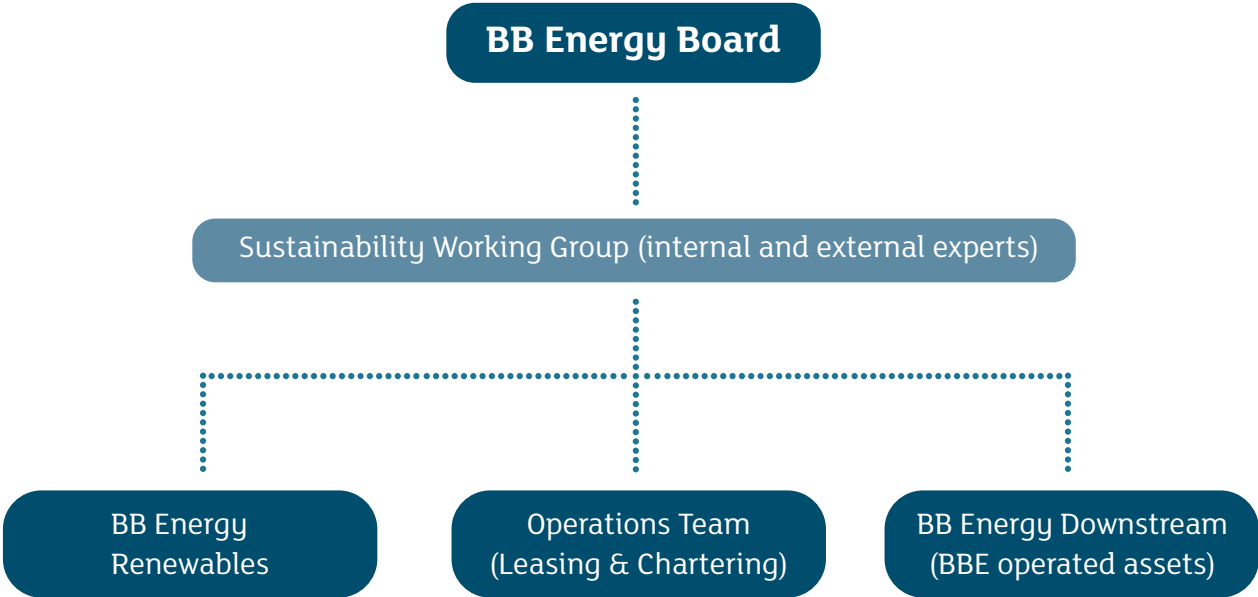 BB Energy Board
Sustainability Working Group (internal and external experts)
BB Energy
Renewables
Operations Team
(Leasing & Chartering)
BB Energy Downstream
(BBE operated assets)